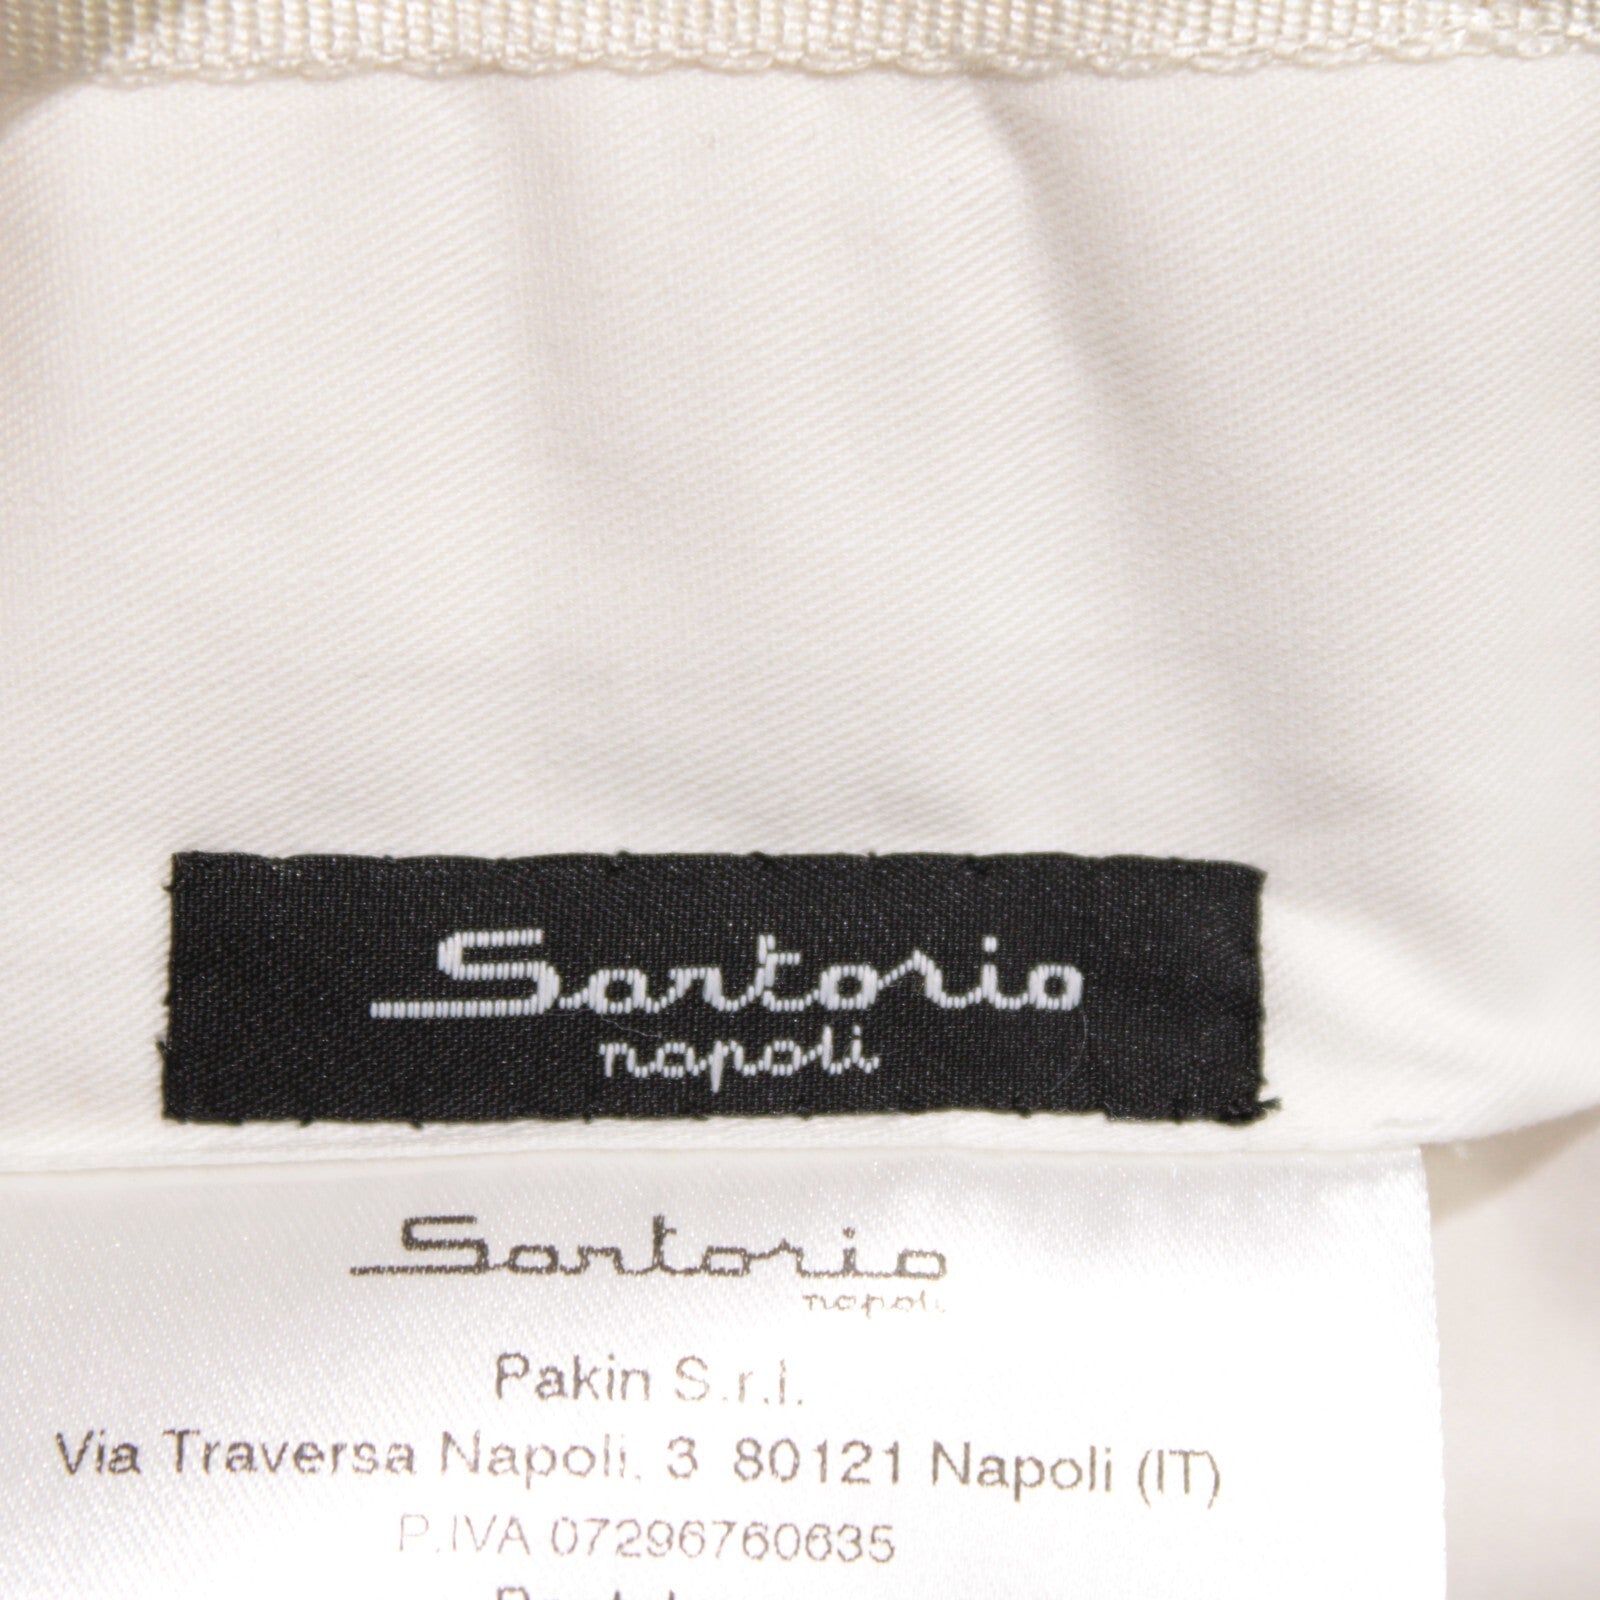 Sartorio
napoli
Sartorio
napoli
Pakin S.r.l.
Via Traversa Napoli, 3 80121 Napoli (IT)
P.IVA 07296760635